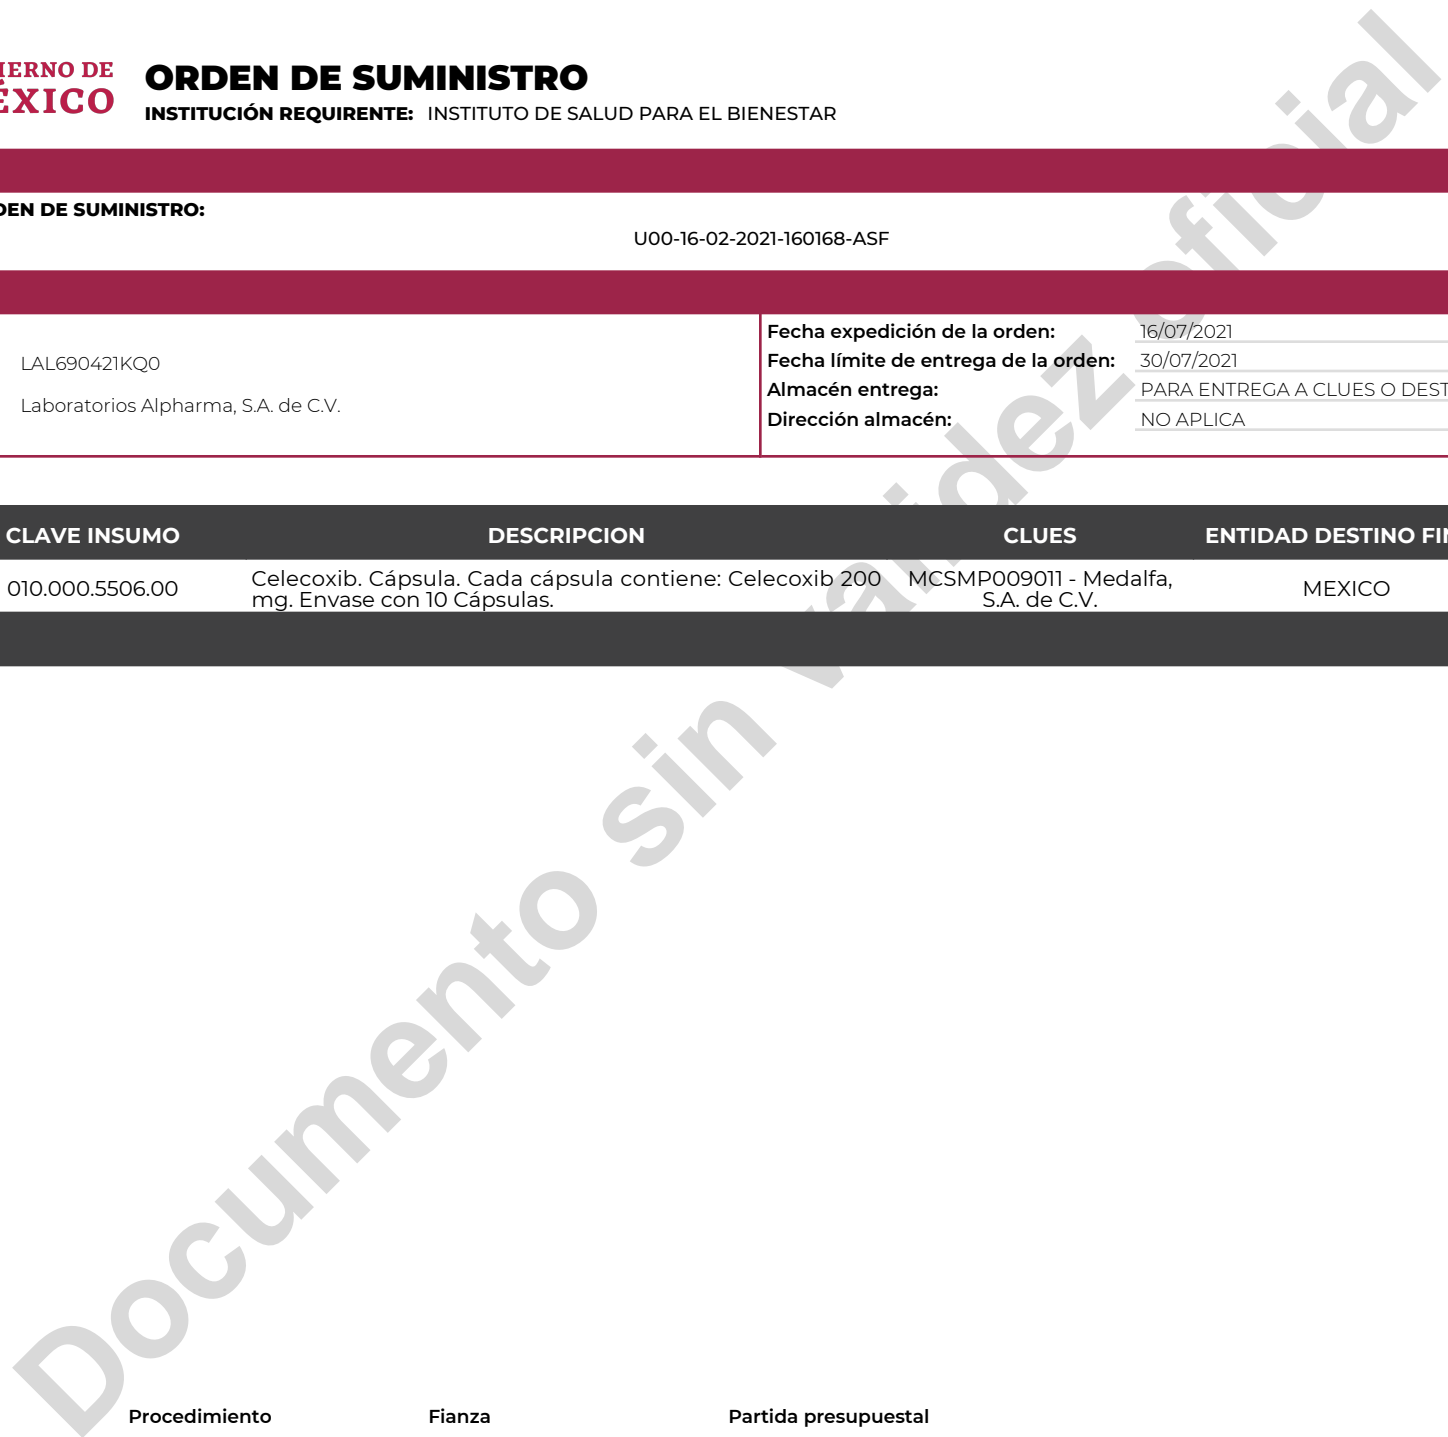 IERNO DE
ÉXICO
ORDEN DE SUMINISTRO
INSTITUCIÓN REQUIRENTE: INSTITUTO DE SALUD PARA EL BIENESTAR
DEN DE SUMINISTRO:
U00-16-02-2021-160168-ASF
LAL690421KQ0
Laboratorios Alpharma, S.A. de C.V.
Fecha expedición de la orden: 16/07/2021
Fecha límite de entrega de la orden: 30/07/2021
Almacén entrega: PARA ENTREGA A CLUES O DEST
Dirección almacén: NO APLICA
CLAVE INSUMO DESCRIPCION CLUES ENTIDAD DESTINO FIN
010.000.5506.00 Celecoxib. Cápsula. Cada cápsula contiene: Celecoxib 200 MCSMP009011 - Medalfa, MEXICO
mg. Envase con 10 Cápsulas. S.A. de C.V.
Documento sin validez oficial
Procedimiento Fianza Partida presupuestal